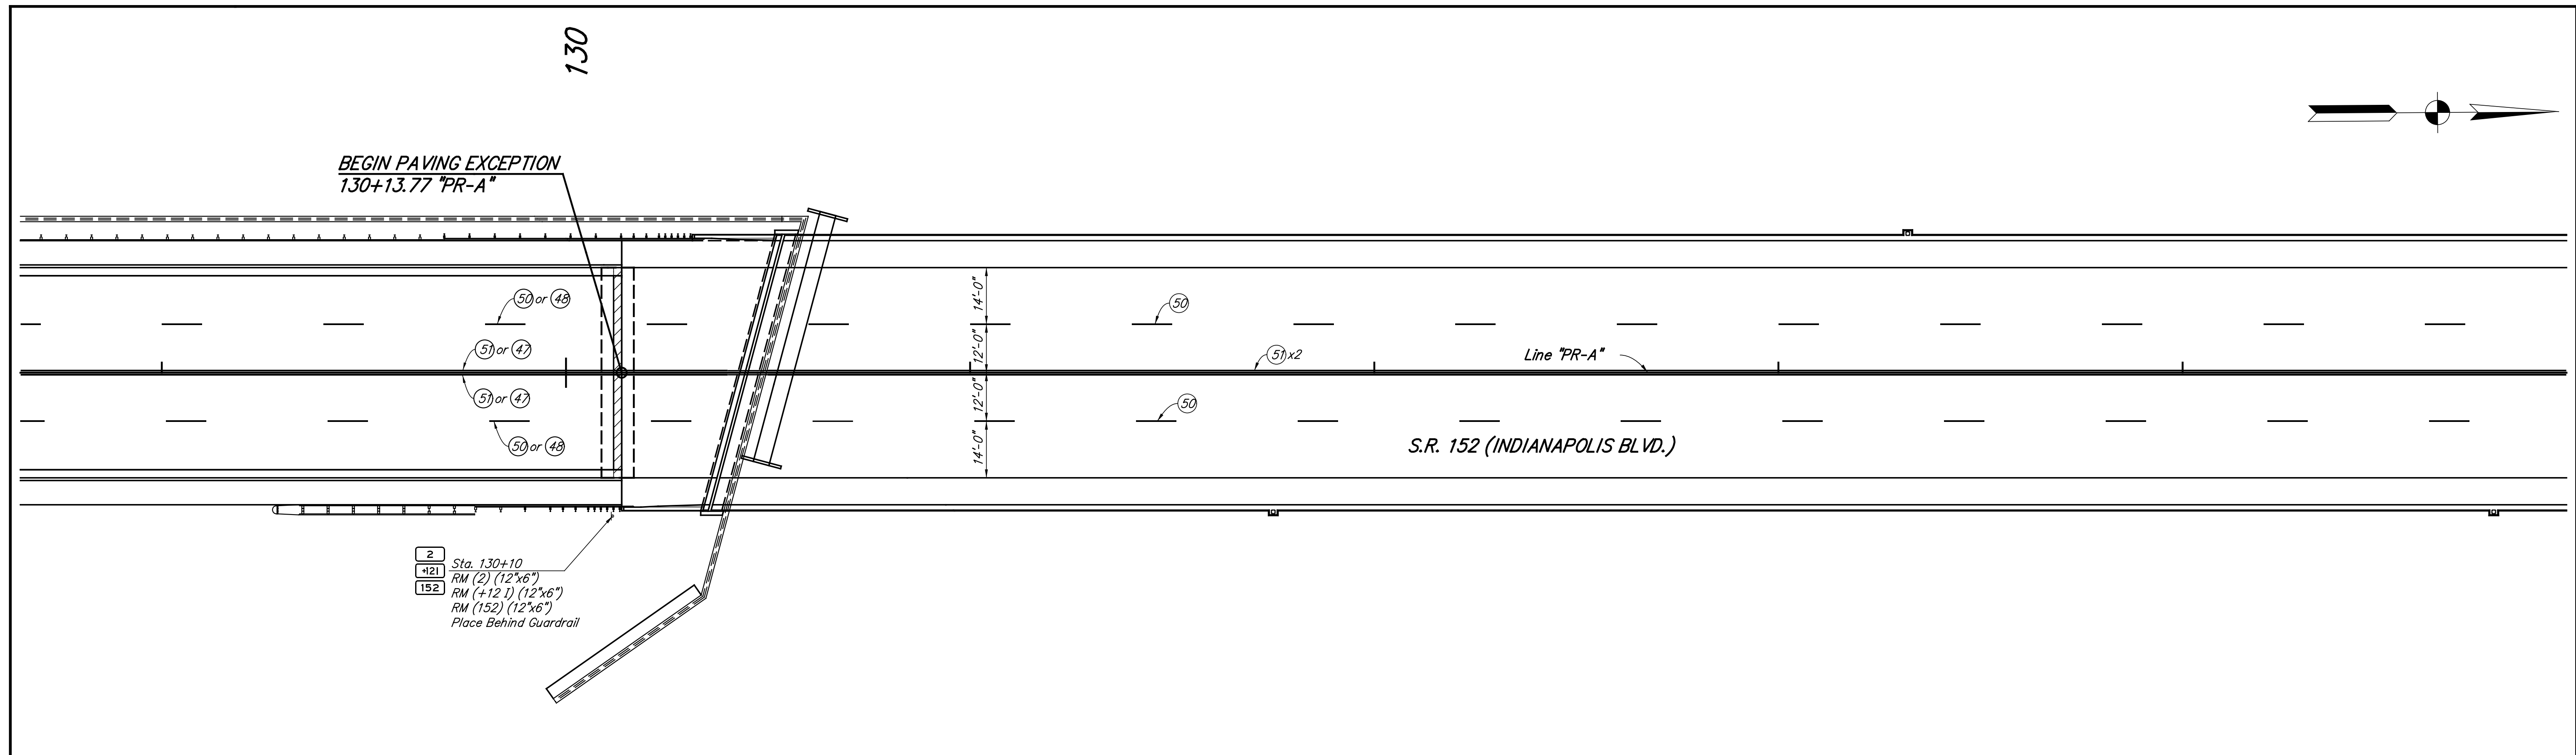 130
BEGIN PAVING EXCEPTION
130+13.77 "PR-A"
50 or 48
51 or 47
51 or 47
50 or 48
14'-0"
12'-0"
12'-0"
14'-0"
50
51 x2
50
Line "PR-A"
S.R. 152 (INDIANAPOLIS BLVD.)
2
+12I
152
Sta. 130+10
RM (2) (12"x6")
RM (+12 I) (12"x6")
RM (152) (12"x6")
Place Behind Guardrail